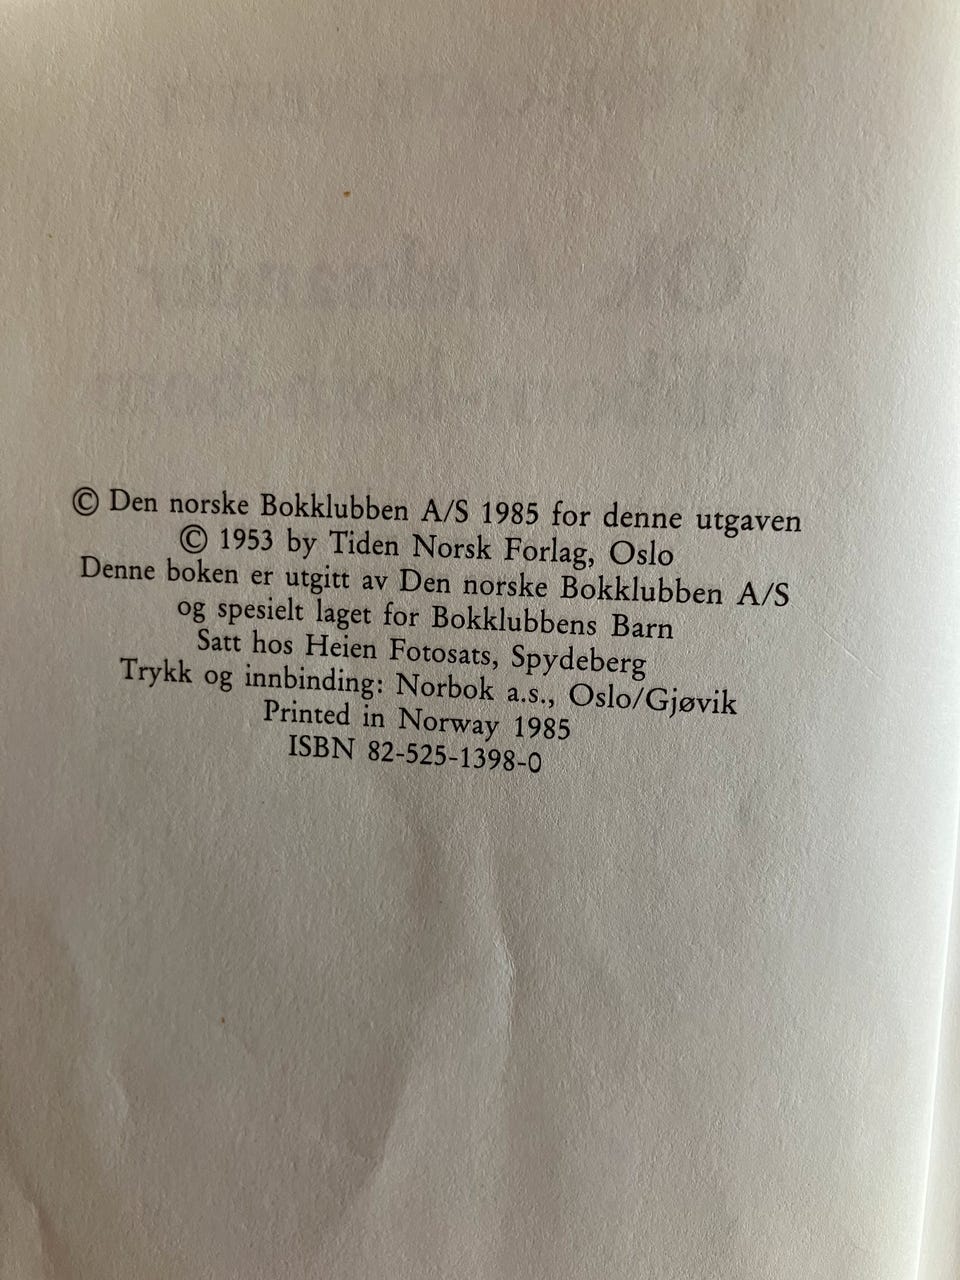 © Den norske Bokklubben A/S 1985 for denne utgaven
© 1953 by Tiden Norsk Forlag, Oslo
Denne boken er utgitt av Den norske Bokklubben A/S
og spesielt laget for Bokklubbens Barn
Satt hos Heien Fotosats, Spydeberg
Trykk og innbinding: Norbok a.s., Oslo/Gjøvik
Printed in Norway 1985
ISBN 82-525-1398-0